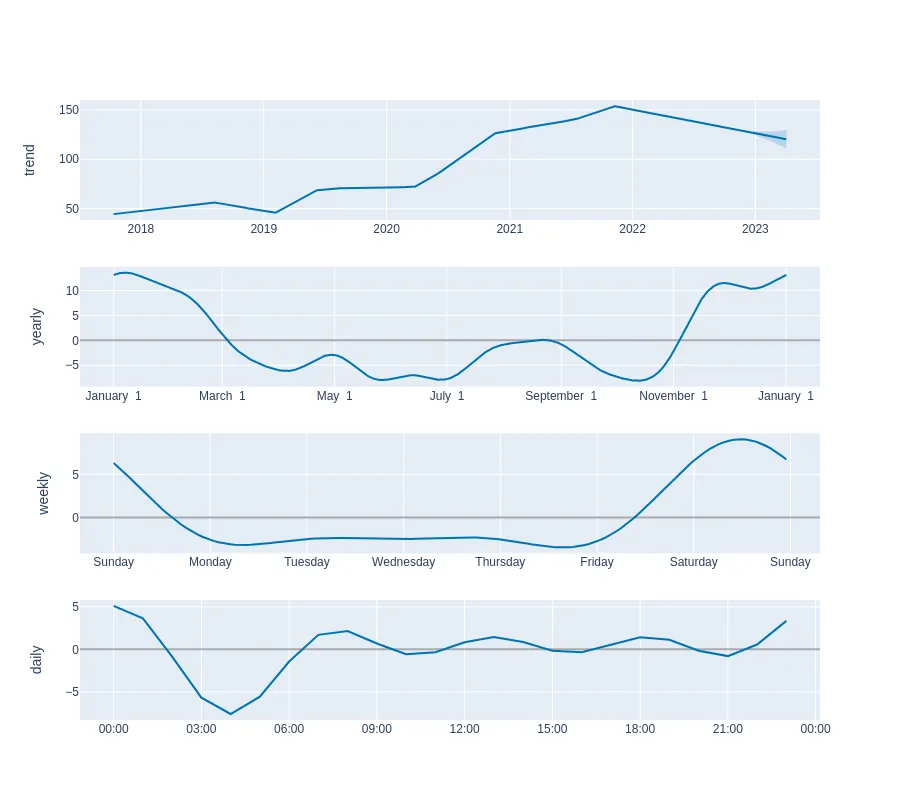 trend
150
100
50
2018 2019 2020 2021 2022 2023
yearly
10
5
0
−5
January 1 March 1 May 1 July 1 September 1 November 1 January 1
weekly
5
0
Sunday Monday Tuesday Wednesday Thursday Friday Saturday Sunday
daily
5
0
−5
00:00 03:00 06:00 09:00 12:00 15:00 18:00 21:00 00:00